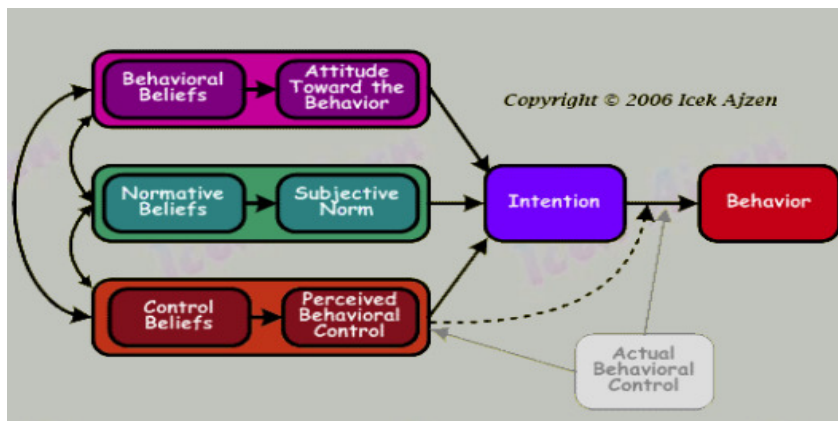 Behavioral
Beliefs
Attitude
Toward the
Behavior
Copyright © 2006 Icek Ajzen
Normative
Beliefs
Subjective
Norm
Intention
Behavior
Control
Beliefs
Perceived
Behavioral
Control
Actual
Behavioral
Control